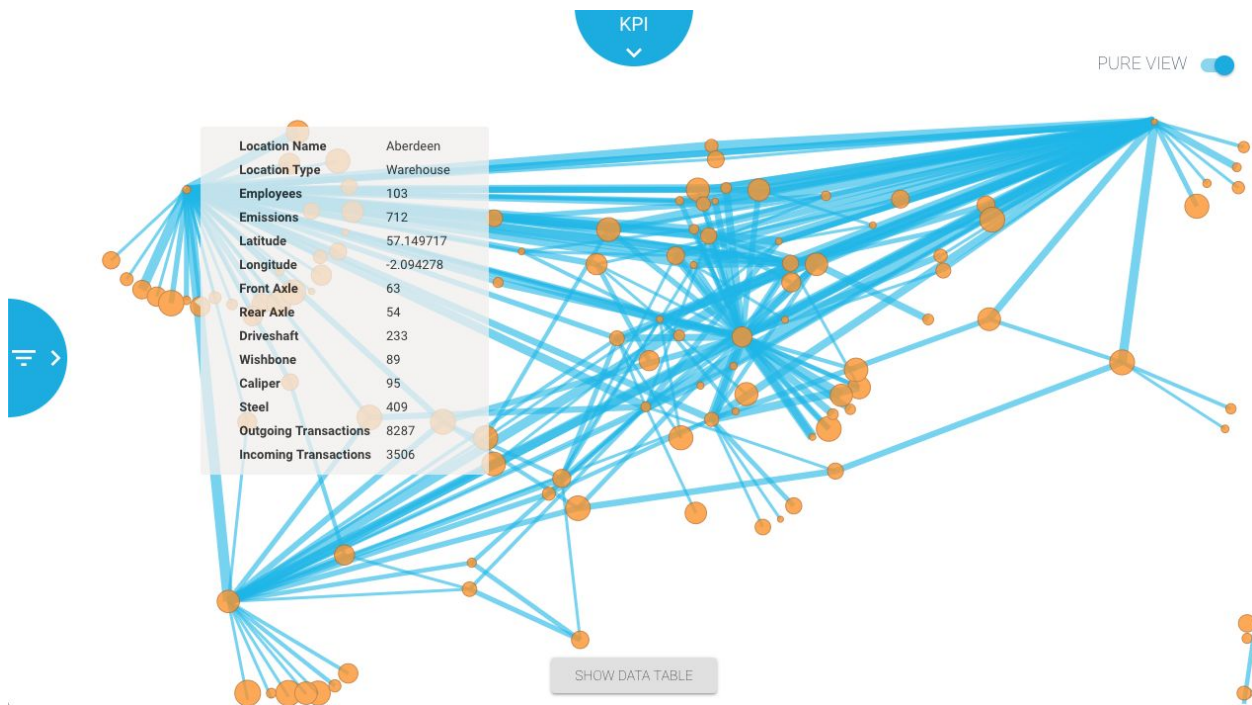 KPI
PURE VIEW
Location Name Aberdeen
Location Type Warehouse
Employees 103
Emissions 712
Latitude 57.149717
Longitude -2.094278
Front Axle 63
Rear Axle 54
Driveshaft 233
Wishbone 89
Caliper 95
Steel 409
Outgoing Transactions 8287
Incoming Transactions 3506
SHOW DATA TABLE